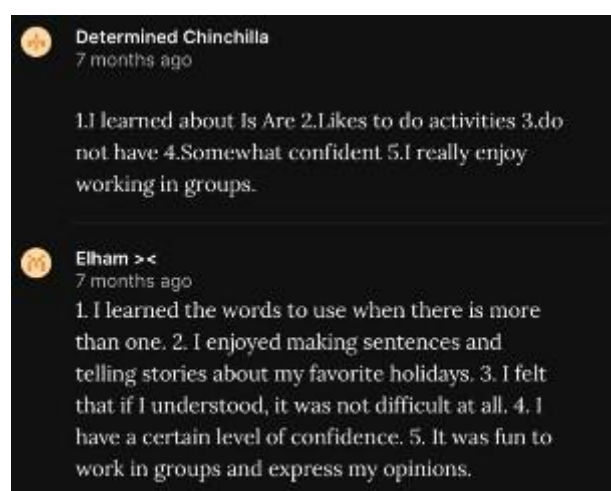 Determined Chinchilla
7 months ago
1.I learned about Is Are 2.Likes to do activities 3.do
not have 4.Somewhat confident 5.I really enjoy
working in groups.
Elham ><
7 months ago
1. I learned the words to use when there is more
than one. 2. I enjoyed making sentences and
telling stories about my favorite holidays. 3. I felt
that if I understood, it was not difficult at all. 4. I
have a certain level of confidence. 5. It was fun to
work in groups and express my opinions.